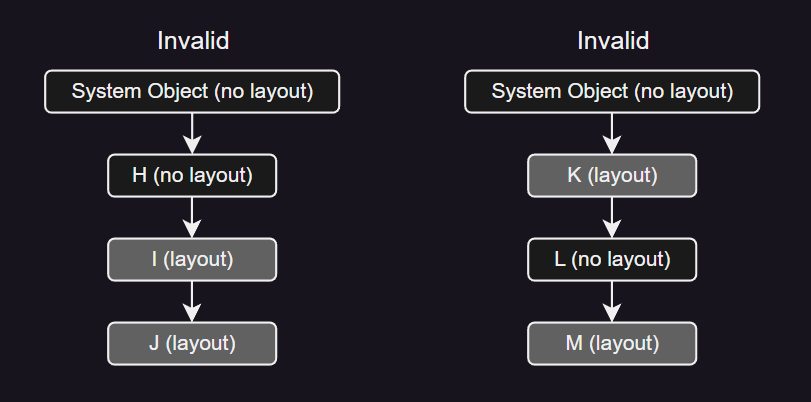 Invalid
System Object (no layout)
H (no layout)
I (layout)
J (layout)
Invalid
System Object (no layout)
K (layout)
L (no layout)
M (layout)